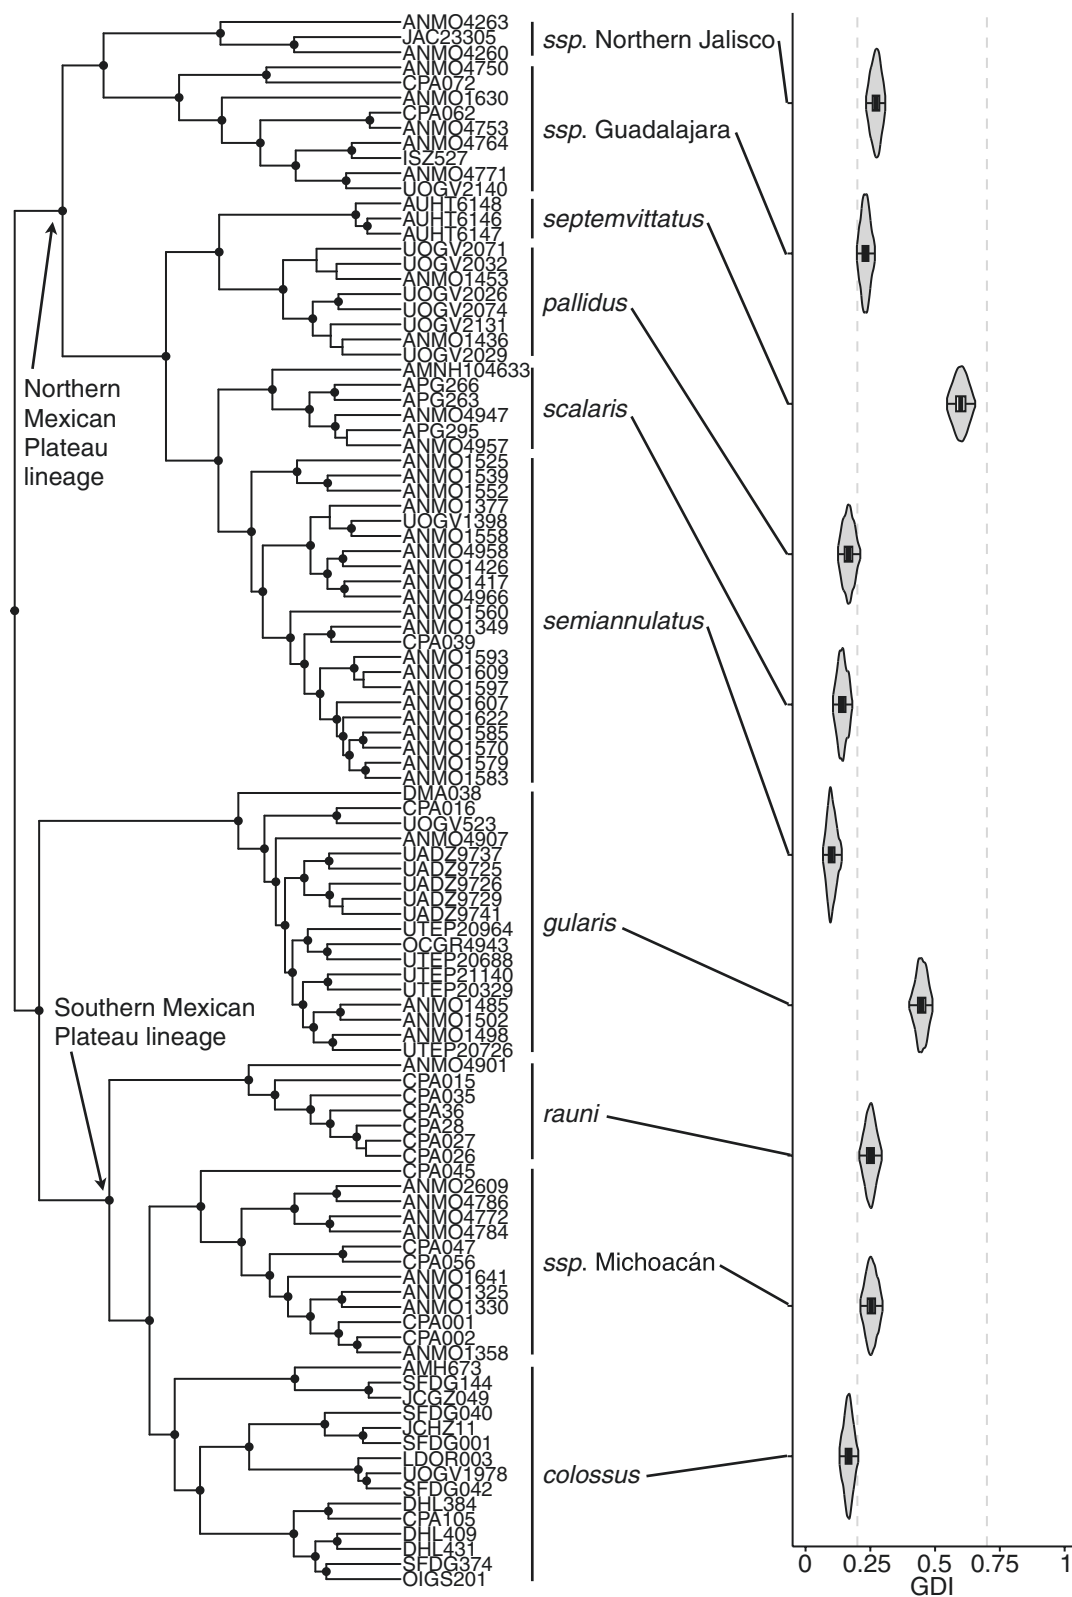 ANMO4263
JAC23305
ANMO4260
ANMO4750
CPA072
ANMO1630
CPA062
ANMO4753
ANMO4764
ISZ527
ANMO4771
UOGV2140
AUHT6148
AUHT6146
AUHT6147
UOGV2071
UOGV2032
ANMO1453
UOGV2026
UOGV2074
UOGV2131
ANMO1436
UOGV2029
AMNH104633
APG266
APG263
ANMO4947
APG295
ANMO4957
ANMO1525
ANMO1539
ANMO1552
ANMO1377
UOGV1398
ANMO1558
ANMO4958
ANMO1426
ANMO1417
ANMO4966
ANMO1560
ANMO1349
CPA039
ANMO1593
ANMO1609
ANMO1597
ANMO1607
ANMO1622
ANMO1585
ANMO1570
ANMO1579
ANMO1583
DMA038
CPA016
UOGV523
ANMO4907
UADZ9737
UADZ9725
UADZ9726
UADZ9729
UADZ9741
UTEP20964
OCGR4943
UTEP20688
UTEP21140
UTEP20329
ANMO1485
ANMO1502
ANMO1498
UTEP20726
ANMO4901
CPA015
CPA035
CPA36
CPA28
CPA027
CPA026
CPA045
ANMO2609
ANMO4786
ANMO4772
ANMO4784
CPA047
CPA056
ANMO1641
ANMO1325
ANMO1330
CPA001
CPA002
ANMO1358
AMH673
SFDG144
JCGZ049
SFDG040
JCHZ11
SFDG001
LDOR003
UOGV1978
SFDG042
DHL384
CPA105
DHL409
DHL431
SFDG374
OIGS201
Northern
Mexican
Plateau
lineage
Southern Mexican
Plateau lineage
ssp. Northern Jalisco
ssp. Guadalajara
septemvittatus
pallidus
scalaris
semiannulatus
gularis
rauni
ssp. Michoacán
colossus
0 0.25 0.5 0.75 1
GDI